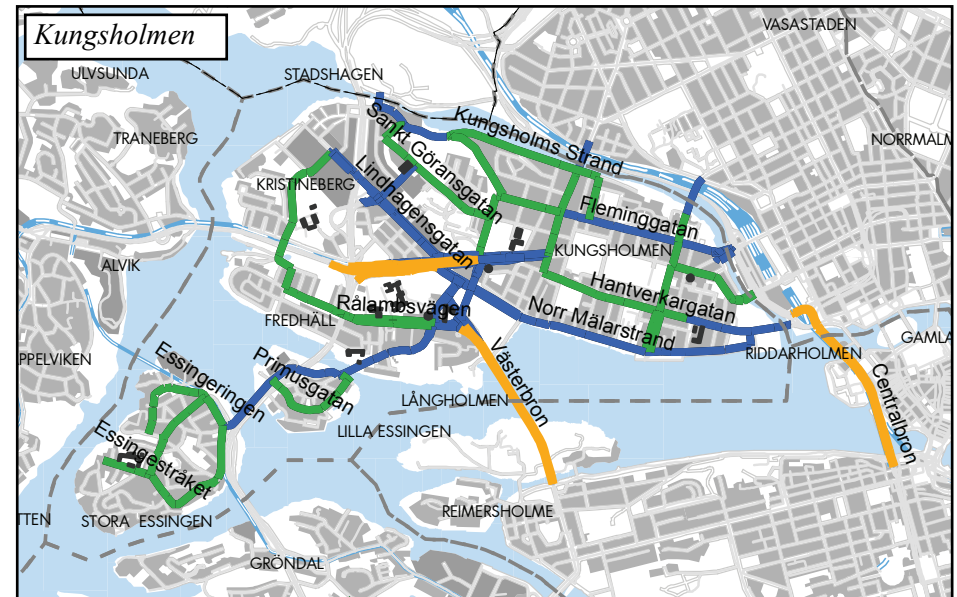 Kungsholmen
VASASTADEN
ULVSUNDA
STADSHAGEN
TRANEBERG
Kungsholms Strand
NORRMALM
Sankt Göransgatan
KRISTINEBERG
Lindhagensgatan
Fleminggatan
KUNGSHOLMEN
ALVIK
Hantverkargatan
Rålambsvägen
FREDHÄLL
Norr Mälarstrand
GAMLA
PPELVIKEN
RIDDARHOLMEN
Essingeringen
Primusgatan
Västerbron
Centralbron
LÅNGHOLMEN
LILLA ESSINGEN
Essingestråket
TTEN
STORA ESSINGEN
REIMERSHOLME
GRÖNDAL